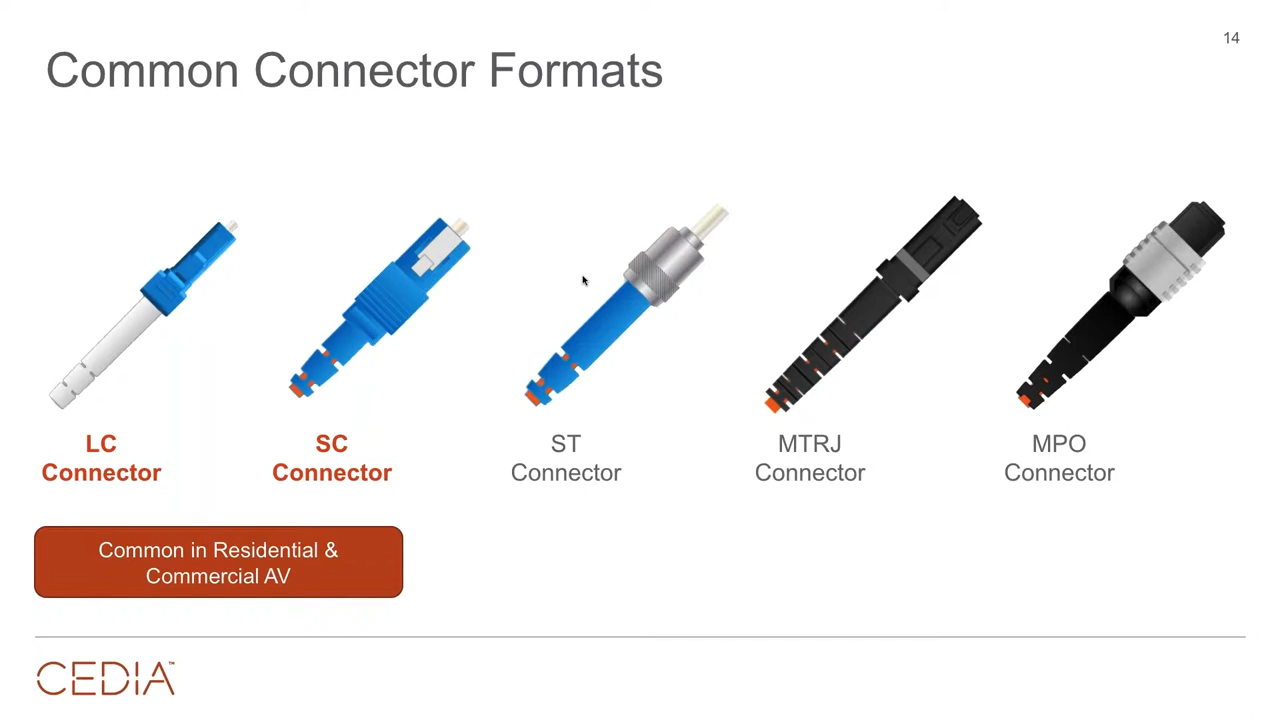 14
Common Connector Formats
LC
Connector
SC
Connector
ST
Connector
MTRJ
Connector
MPO
Connector
Common in Residential &
Commercial AV
CEDIA™